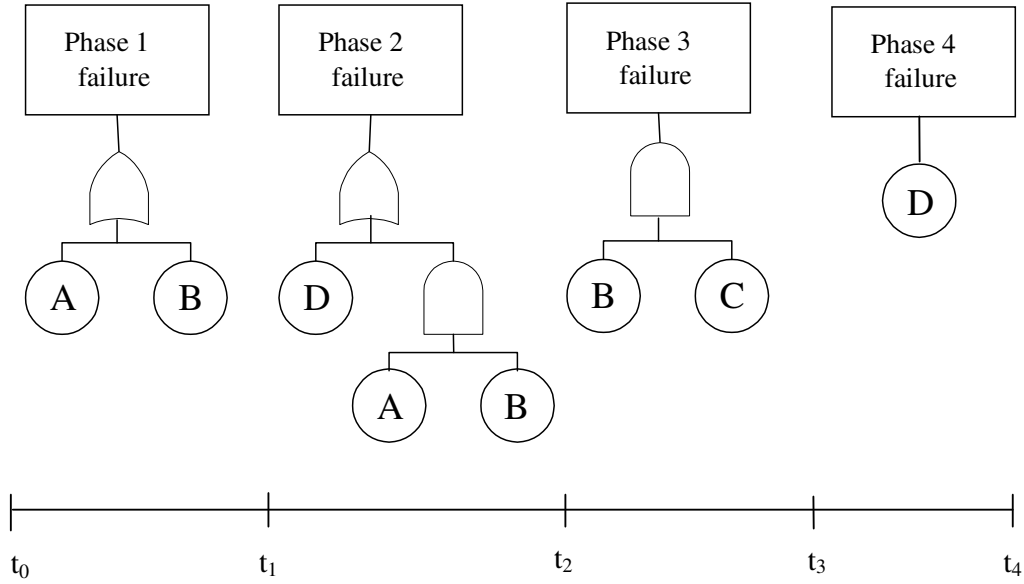 Phase 1
failure
Phase 2
failure
Phase 3
failure
Phase 4
failure
A
B
D
A
B
B
C
D
t0
t1
t2
t3
t4